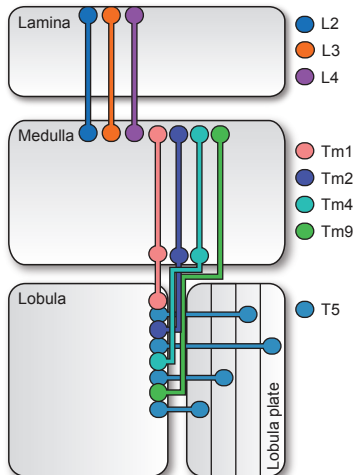 Lamina
L2
L3
L4
Medulla
Tm1
Tm2
Tm4
Tm9
Lobula
T5
Lobula plate